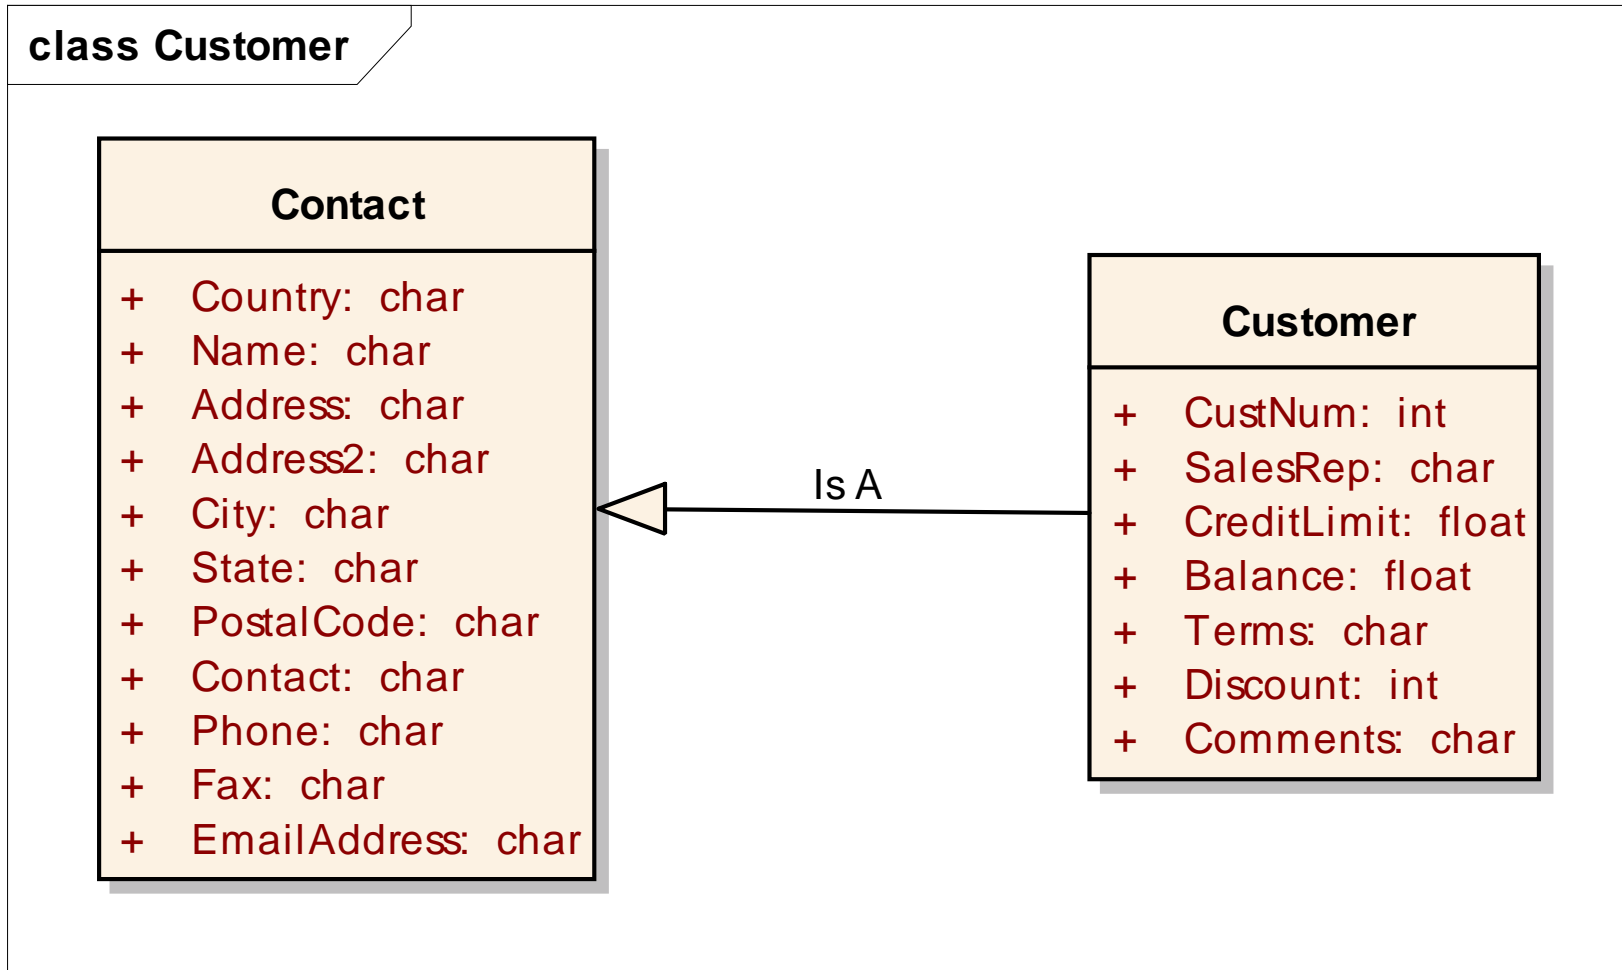 class Customer
Contact
+ Country: char
+ Name: char
+ Address: char
+ Address2: char
+ City: char
+ State: char
+ PostalCode: char
+ Contact: char
+ Phone: char
+ Fax: char
+ EmailAddress: char
Is A
Customer
+ CustNum: int
+ SalesRep: char
+ CreditLimit: float
+ Balance: float
+ Terms: char
+ Discount: int
+ Comments: char